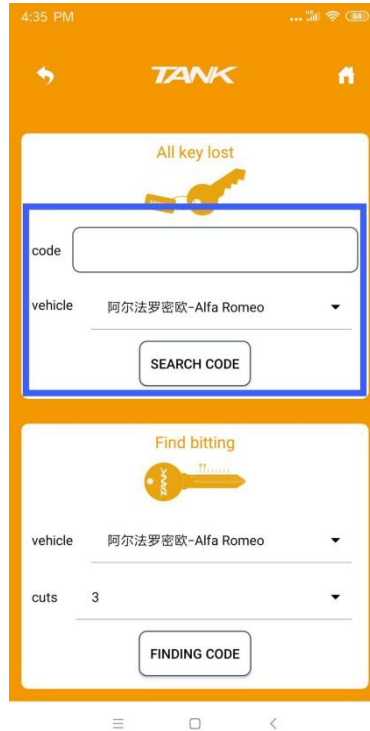 4:35 PM
84
TANK
All key lost
code
vehicle 阿尔法罗密欧-Alfa Romeo
SEARCH CODE
Find bitting
TANK
vehicle 阿尔法罗密欧-Alfa Romeo
cuts 3
FINDING CODE